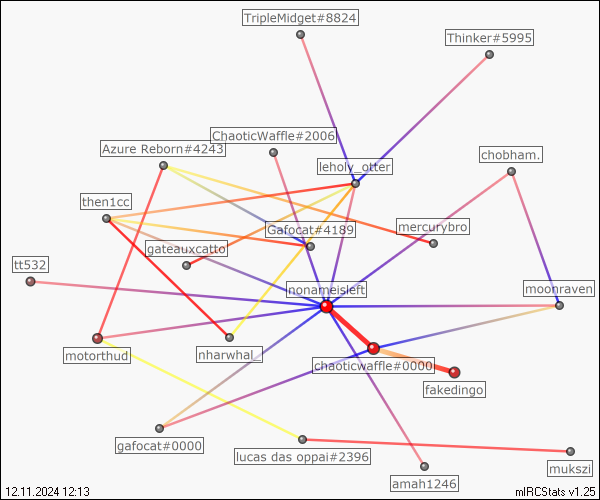 TripleMidget#8824
Thinker#5995
ChaoticWaffle#2006
Azure Reborn#4243
chobham.
leholy_otter
then1cc
mercurybro
Gafocat#4189
gateauxcatto
tt532
nonameisleft
moonraven
motorthud
nharwhal_
chaoticwaffle#0000
fakedingo
gafocat#0000
lucas das oppai#2396
mukszi
amah1246
12.11.2024 12:13
mIRCStats v1.25